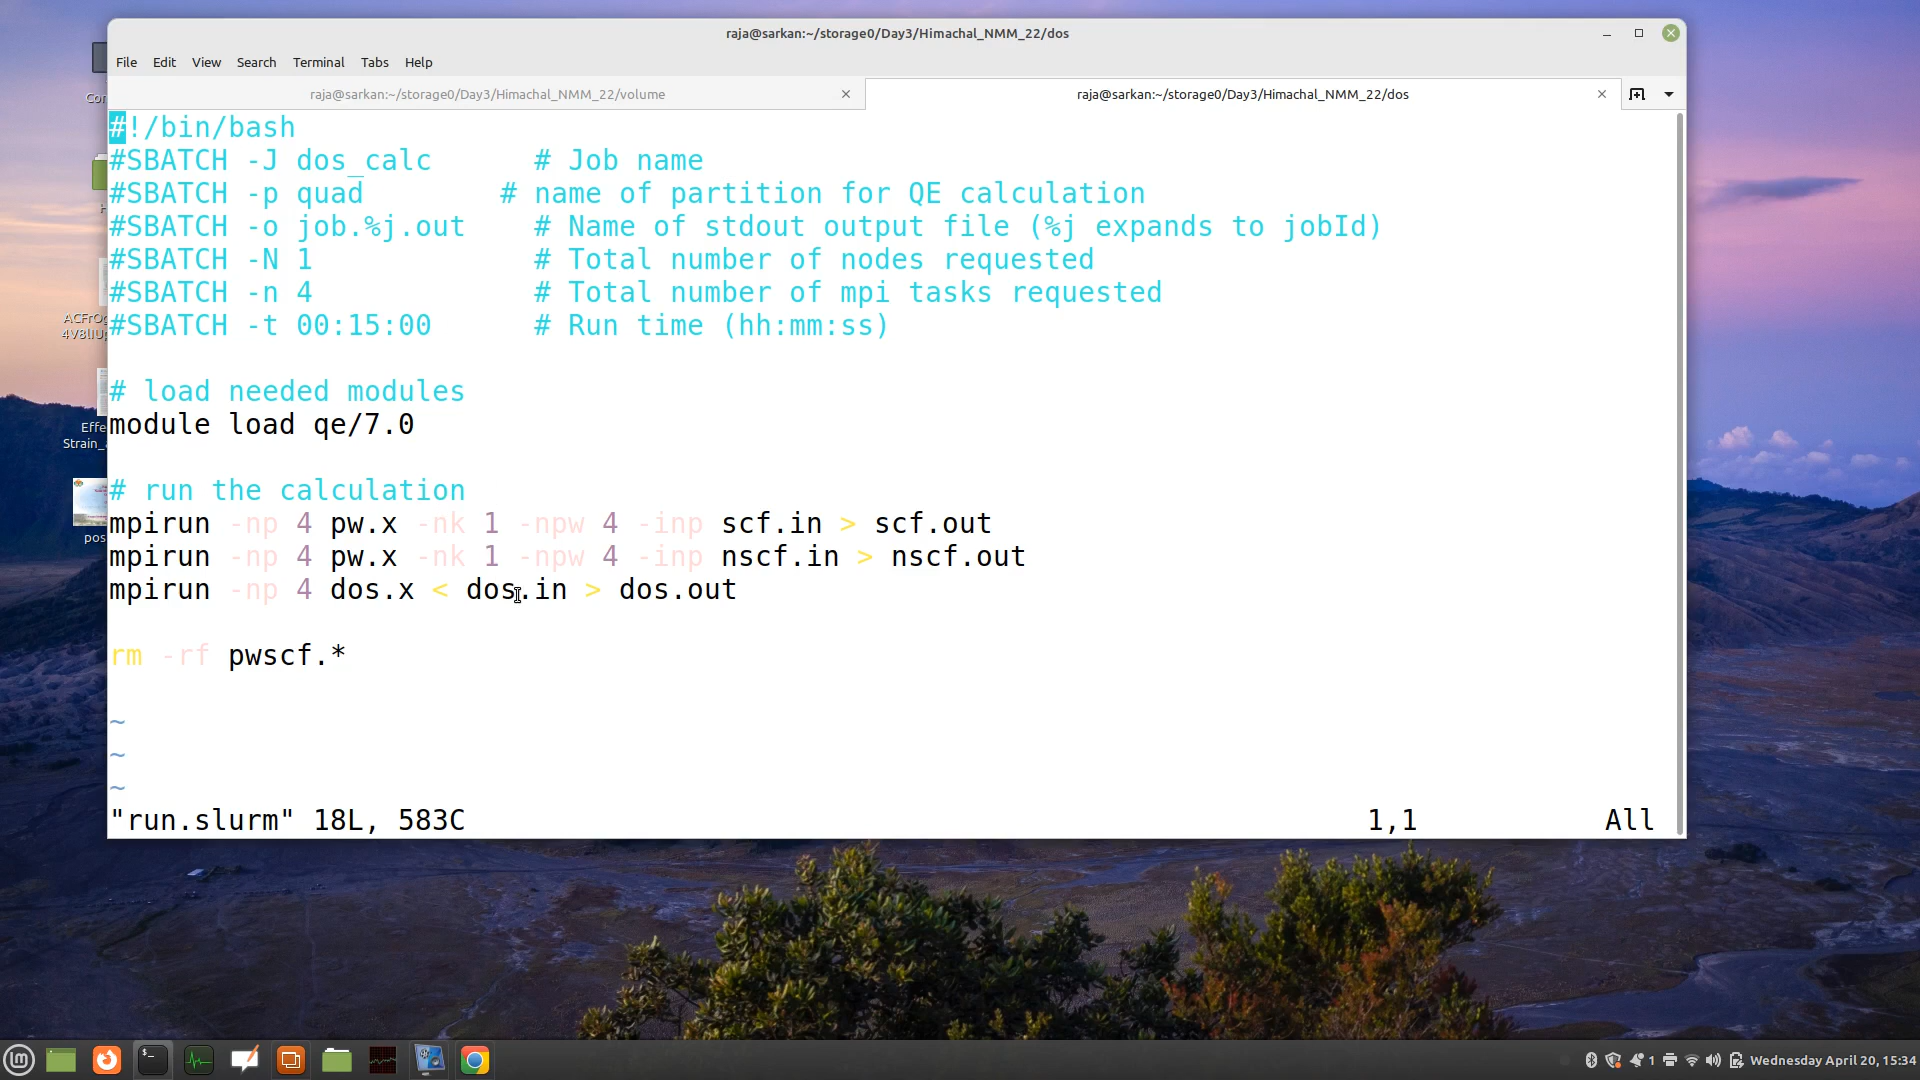 raja@sarkan:~/storage0/Day3/Himachal_NMM_22/dos
File Edit View Search Terminal Tabs Help
raja@sarkan:~/storage0/Day3/Himachal_NMM_22/volume
raja@sarkan:~/storage0/Day3/Himachal_NMM_22/dos
#!/bin/bash
#SBATCH -J dos_calc # Job name
#SBATCH -p quad # name of partition for QE calculation
#SBATCH -o job.%j.out # Name of stdout output file (%j expands to jobId)
#SBATCH -N 1 # Total number of nodes requested
#SBATCH -n 4 # Total number of mpi tasks requested
#SBATCH -t 00:15:00 # Run time (hh:mm:ss)
# load needed modules
module load qe/7.0
# run the calculation
mpirun -np 4 pw.x -nk 1 -npw 4 -inp scf.in > scf.out
mpirun -np 4 pw.x -nk 1 -npw 4 -inp nscf.in > nscf.out
mpirun -np 4 dos.x < dos.in > dos.out
rm -rf pwscf.*
~
~
~
"run.slurm" 18L, 583C 1,1 All
1 Wednesday April 20, 15:34